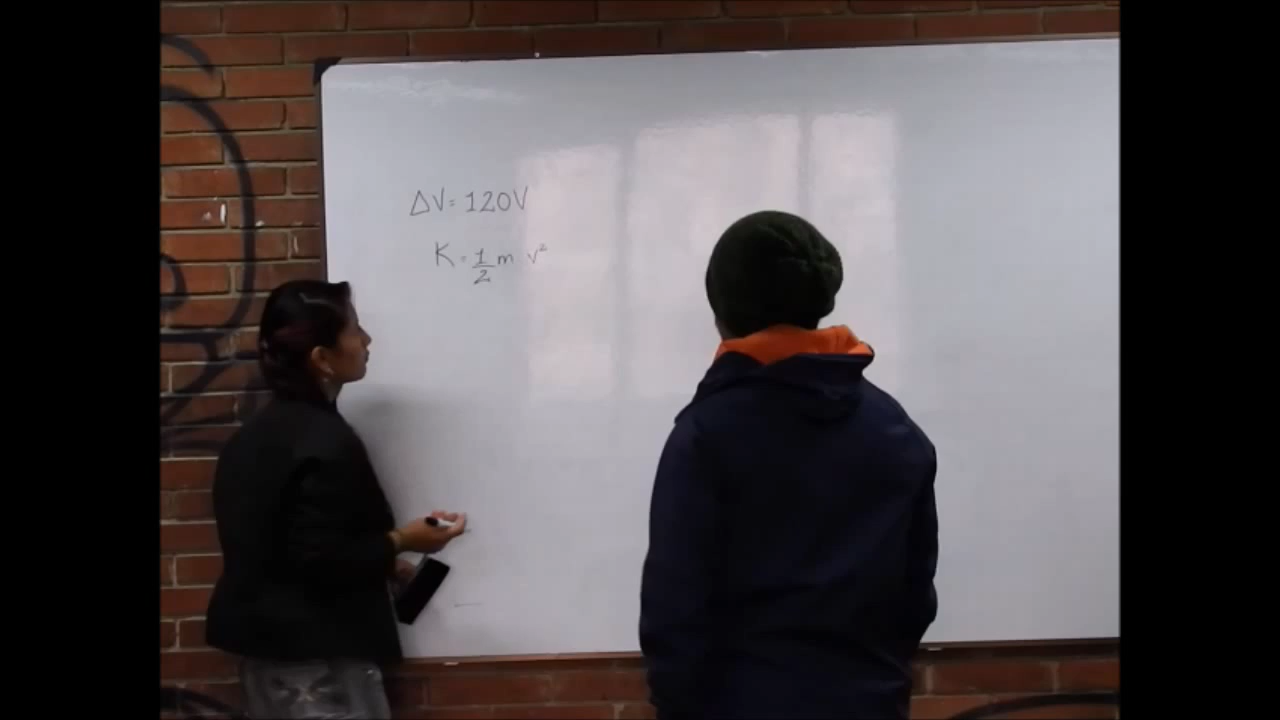 ΔV = 120V
K = 1/2 m v²